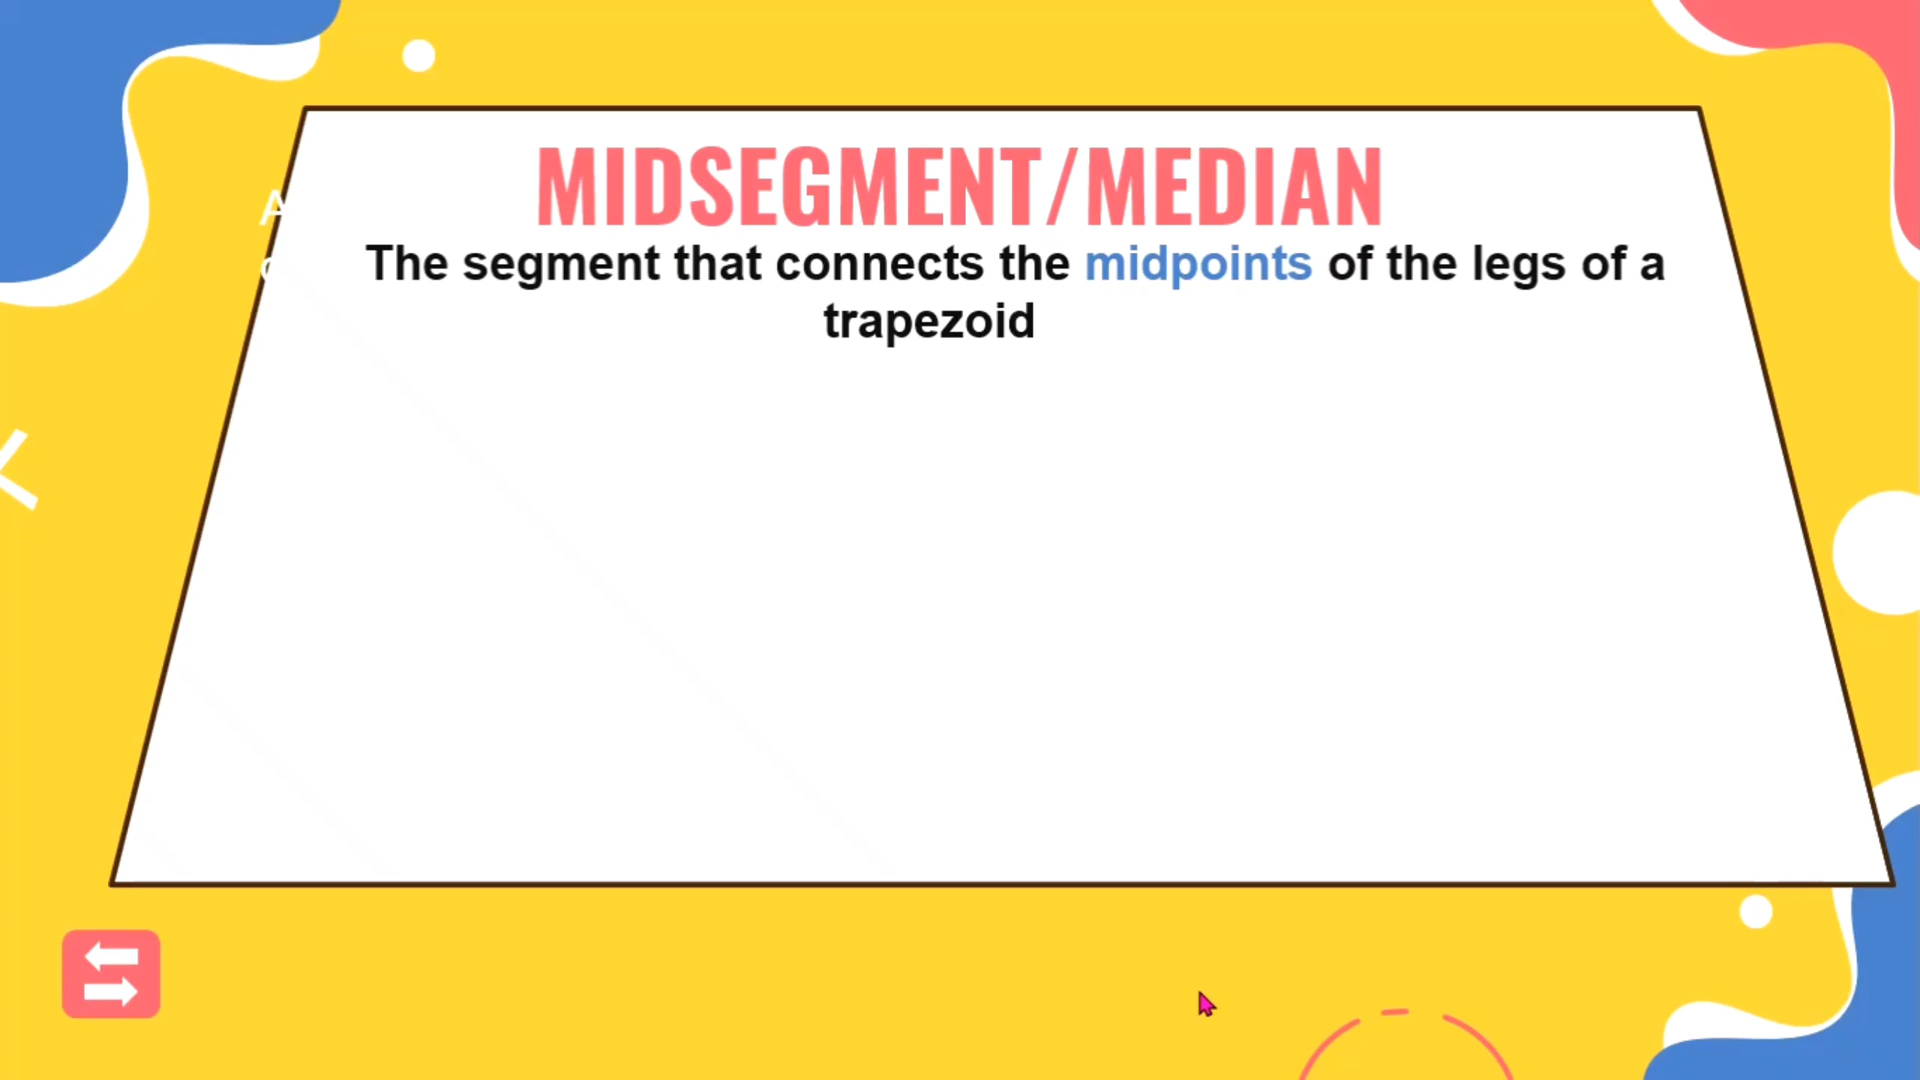 MIDSEGMENT/MEDIAN
The segment that connects the midpoints of the legs of a
trapezoid